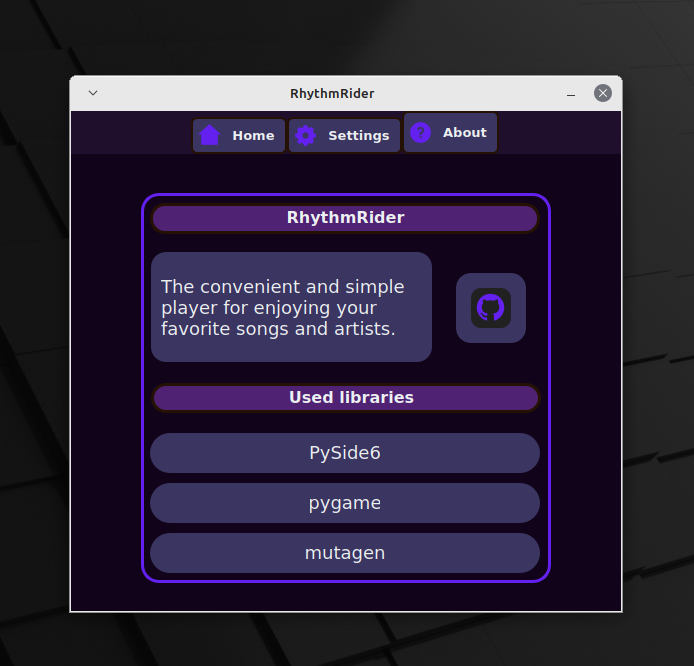 RhythmRider
Home
Settings
?
About
RhythmRider
The convenient and simple
player for enjoying your
favorite songs and artists.
Used libraries
PySide6
pygame
mutagen